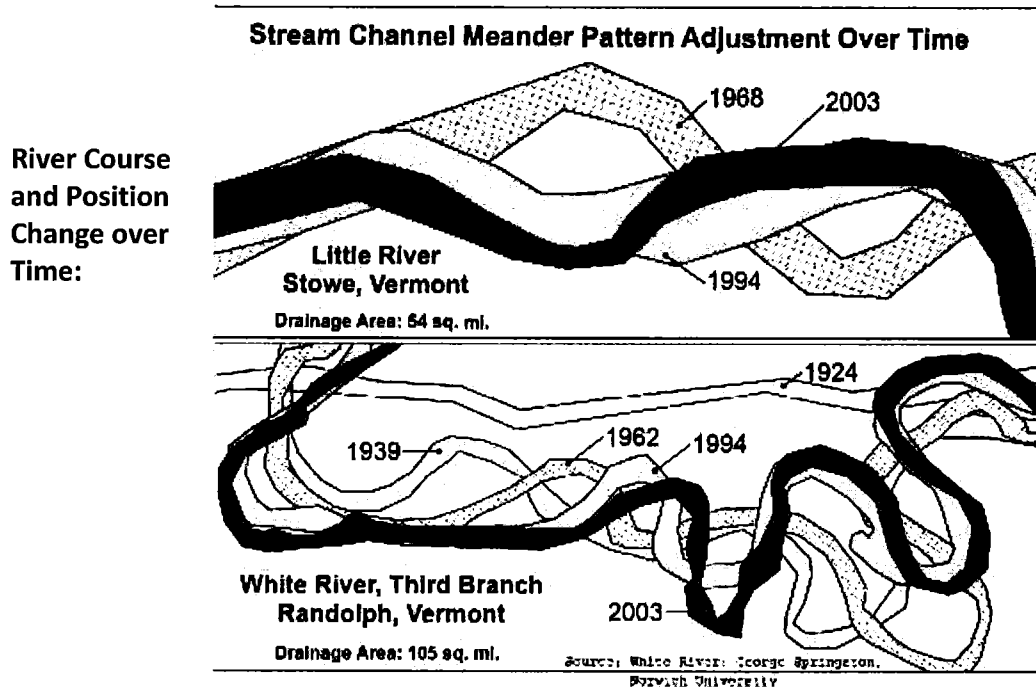 Stream Channel Meander Pattern Adjustment Over Time
River Course
and Position
Change over
Time:
1968
2003
Little River
Stowe, Vermont
Drainage Area: 54 sq. mi.
1994
1924
1939
1962
1994
White River, Third Branch
Randolph, Vermont
2003
Drainage Area: 105 sq. mi.
Source: White River: George Springston,
Norwich University